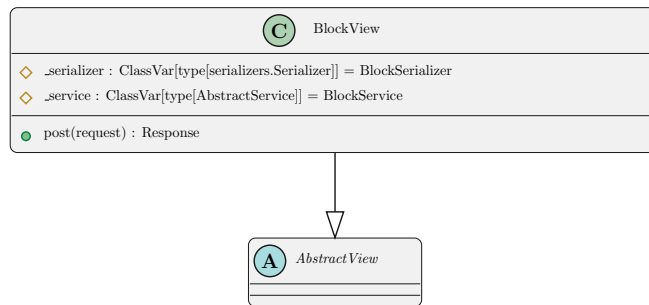 C BlockView
_serializer : ClassVar[type[serializers.Serializer]] = BlockSerializer
_service : ClassVar[type[AbstractService]] = BlockService
post(request) : Response
A AbstractView